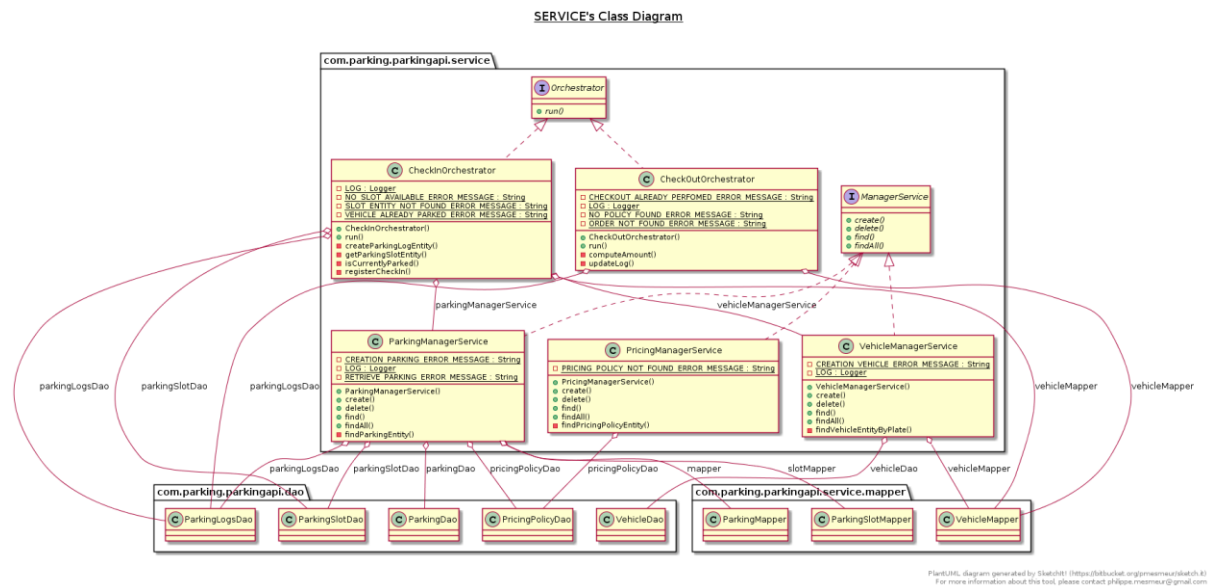 SERVICE's Class Diagram
com.parking.parkingapi.service
I Orchestrator
run()
C CheckInOrchestrator
LOG : Logger
NO_SLOT_AVAILABLE_ERROR_MESSAGE : String
SLOT_ENTITY_NOT_FOUND_ERROR_MESSAGE : String
VEHICLE_ALREADY_PARKED_ERROR_MESSAGE : String
CheckInOrchestrator()
run()
createParkingLogEntity()
getParkingSlotEntity()
isCurrentlyParked()
registerCheckIn()
C CheckOutOrchestrator
CHECKOUT_ALREADY_PERFOMED_ERROR_MESSAGE : String
LOG : Logger
NO_POLICY_FOUND_ERROR_MESSAGE : String
ORDER_NOT_FOUND_ERROR_MESSAGE : String
CheckOutOrchestrator()
run()
computeAmount()
updateLog()
I ManagerService
create()
delete()
find()
findAll()
parkingManagerService
vehicleManagerService
C ParkingManagerService
CREATION_PARKING_ERROR_MESSAGE : String
LOG : Logger
RETRIEVE_PARKING_ERROR_MESSAGE : String
ParkingManagerService()
create()
delete()
find()
findAll()
findParkingEntity()
C PricingManagerService
PRICING_POLICY_NOT_FOUND_ERROR_MESSAGE : String
PricingManagerService()
create()
delete()
find()
findAll()
findPricingPolicyEntity()
C VehicleManagerService
CREATION_VEHICLE_ERROR_MESSAGE : String
LOG : Logger
VehicleManagerService()
create()
delete()
find()
findAll()
findVehicleEntityByPlate()
parkingLogsDao
parkingSlotDao
parkingLogsDao
vehicleMapper
vehicleMapper
parkingLogsDao
parkingSlotDao
parkingDao
pricingPolicyDao
pricingPolicyDao
mapper
slotMapper
vehicleDao
vehicleMapper
com.parking.parkingapi.dao
C ParkingLogsDao
C ParkingSlotDao
C ParkingDao
C PricingPolicyDao
C VehicleDao
com.parking.parkingapi.service.mapper
C ParkingMapper
C ParkingSlotMapper
C VehicleMapper
PlantUML diagram generated by SketchIt! (https://bitbucket.org/pmesmeur/sketch.it)
For more information about this tool, please contact philippe.mesmeur@gmail.com